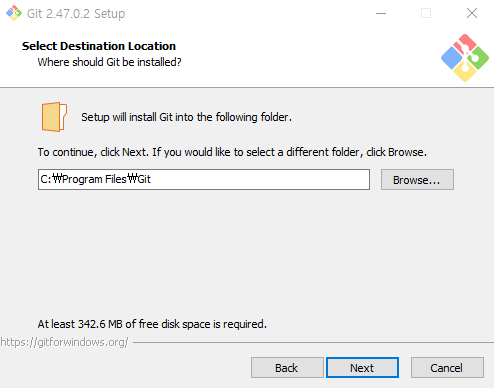 Git 2.47.0.2 Setup
Select Destination Location
Where should Git be installed?
Setup will install Git into the following folder.
To continue, click Next. If you would like to select a different folder, click Browse.
C:₩Program Files₩Git
Browse...
At least 342.6 MB of free disk space is required.
https://gitforwindows.org/
Back
Next
Cancel